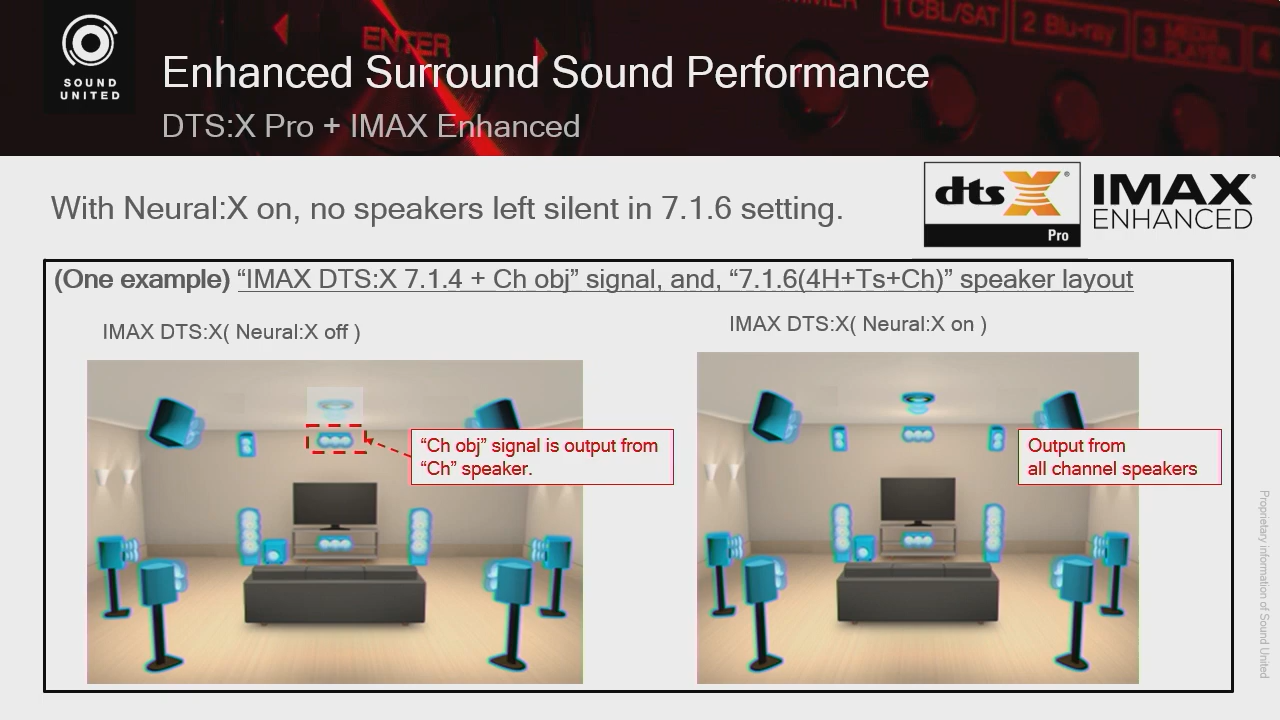 SOUND
UNITED
ENTER
1 CBL/SAT
2 Blu-ray
3 MEDIA
PLAYER
4
Enhanced Surround Sound Performance
DTS:X Pro + IMAX Enhanced
With Neural:X on, no speakers left silent in 7.1.6 setting.
dts X®
Pro
IMAX®
ENHANCED
(One example) “IMAX DTS:X 7.1.4 + Ch obj” signal, and, “7.1.6(4H+Ts+Ch)” speaker layout
IMAX DTS:X( Neural:X off )
IMAX DTS:X( Neural:X on )
“Ch obj” signal is output from
“Ch” speaker.
Output from
all channel speakers
Proprietary information of Sound United